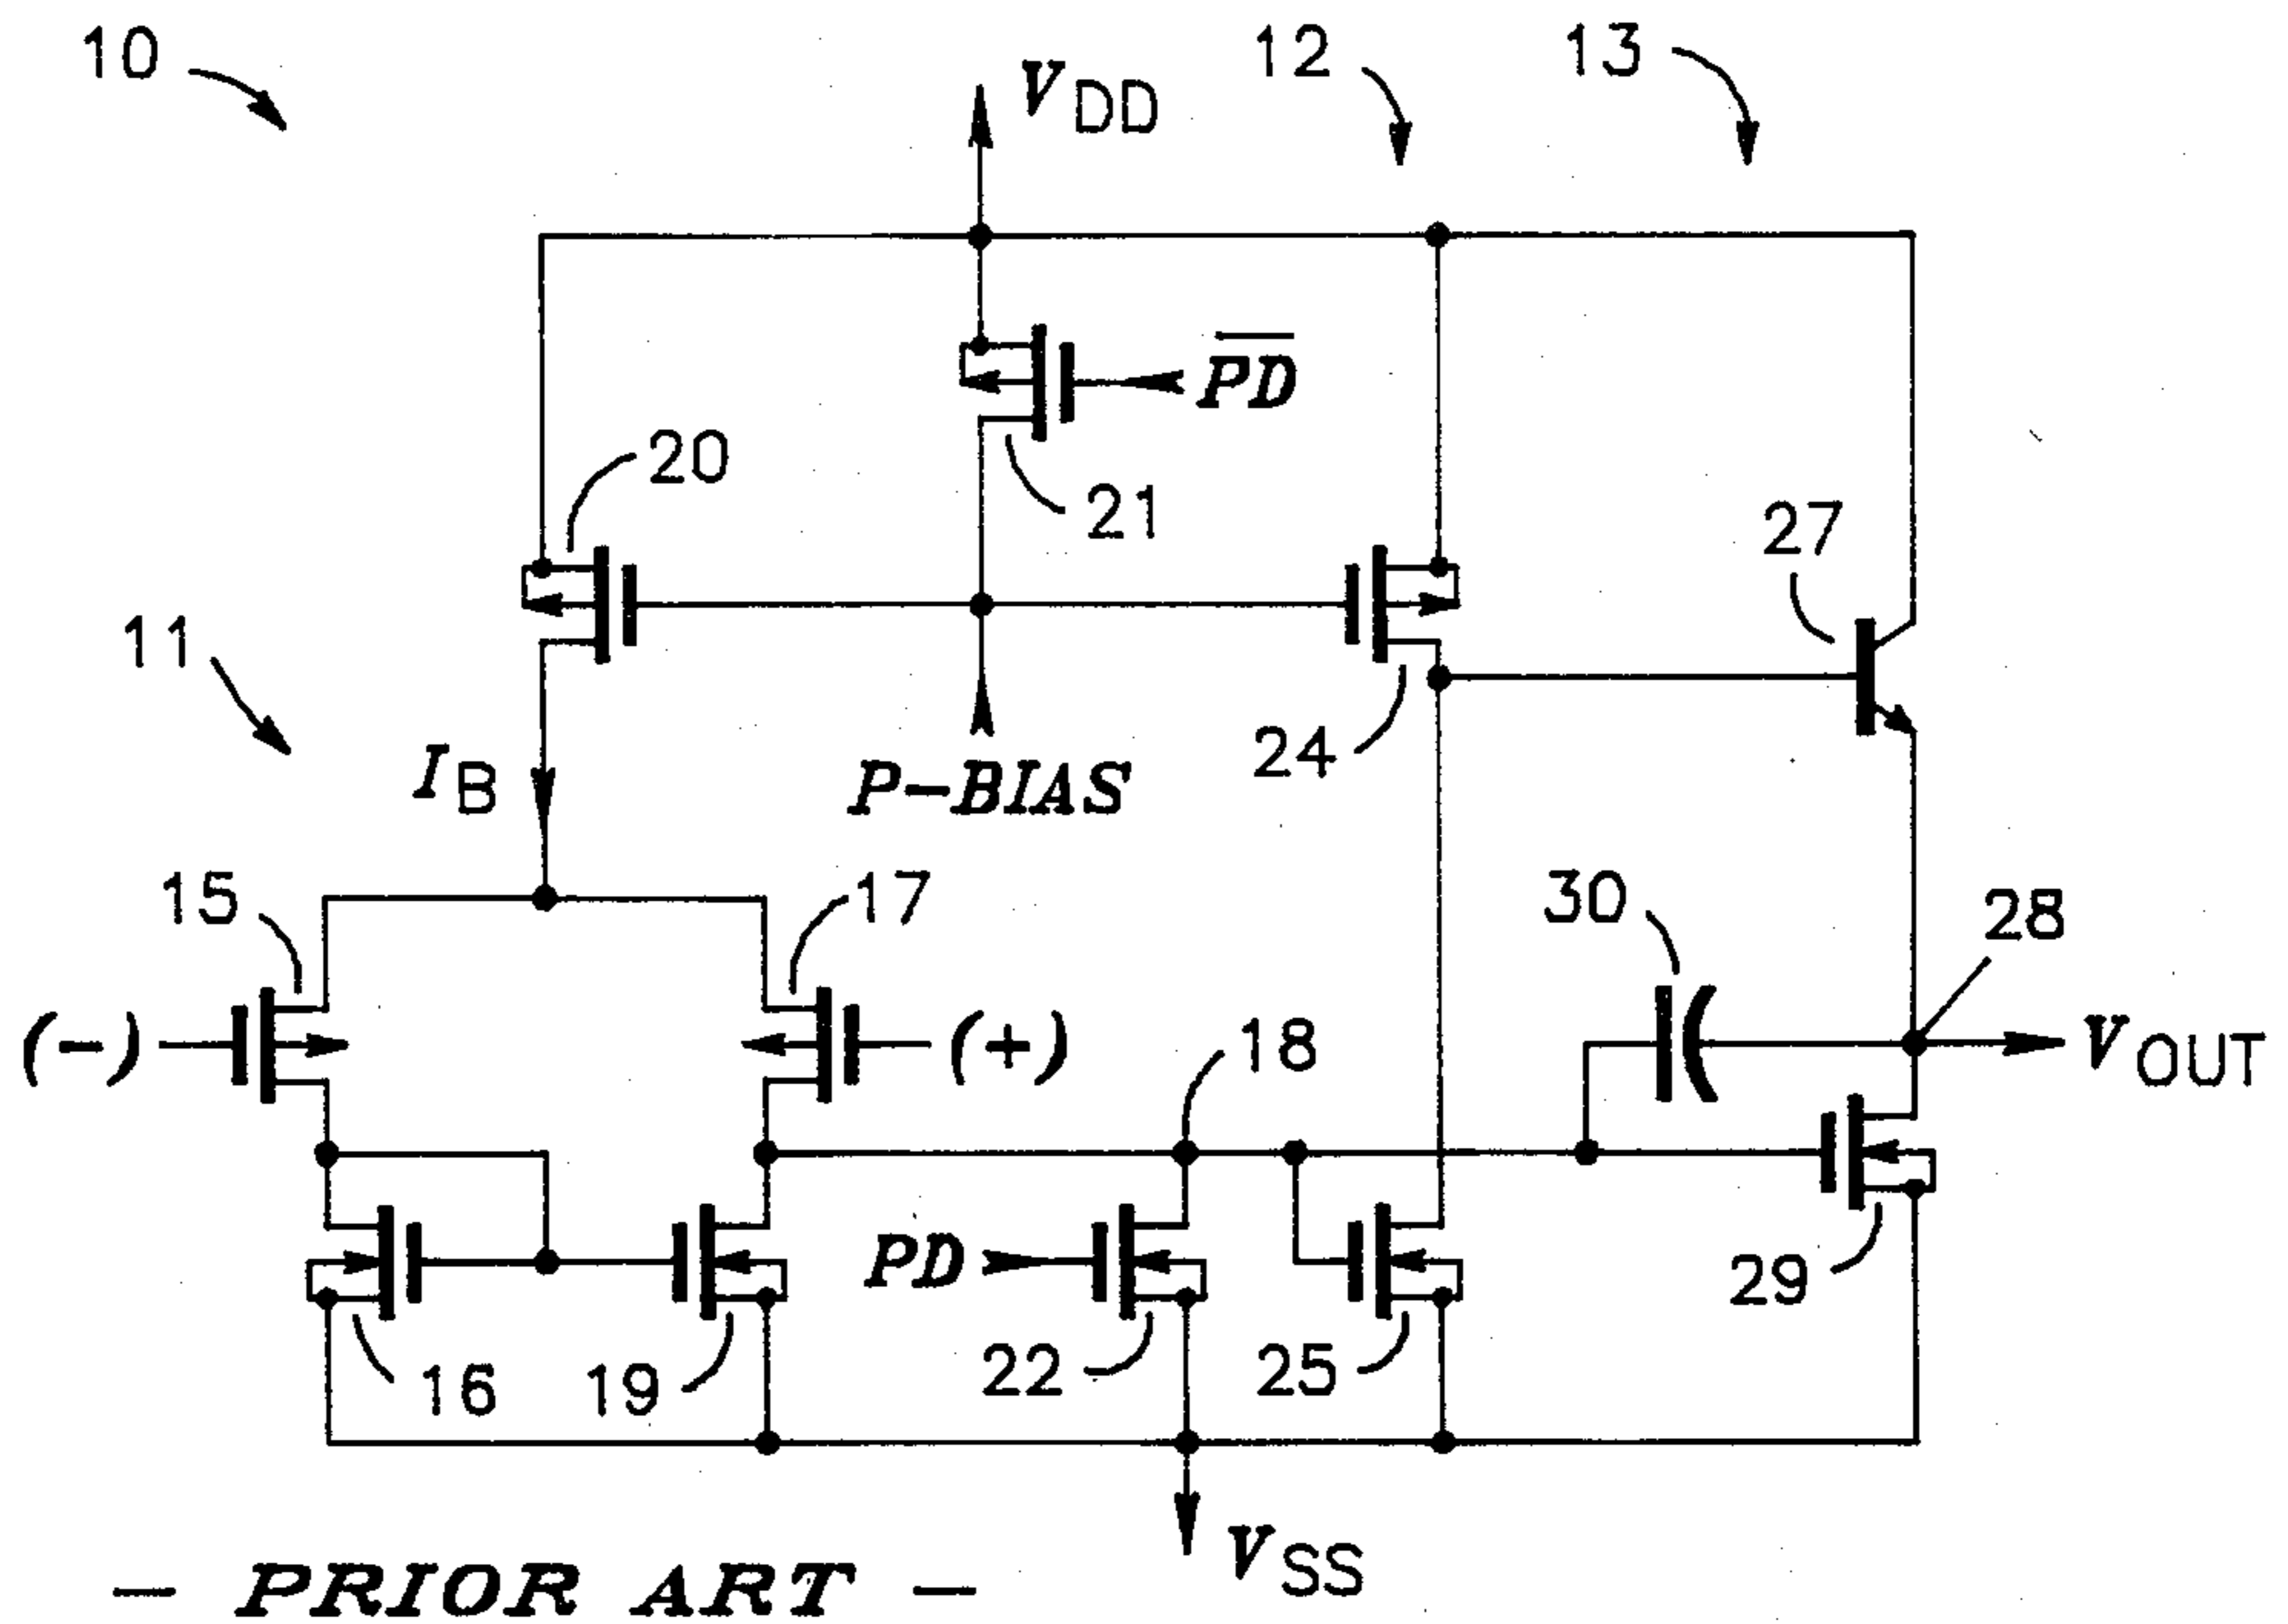 10
12
13
VDD
PD
20
21
27
11
24
IB
P-BIAS
15
17
30
28
(-)
(+)
18
VOUT
PD
29
16
19
22
25
VSS
- PRIOR ART -